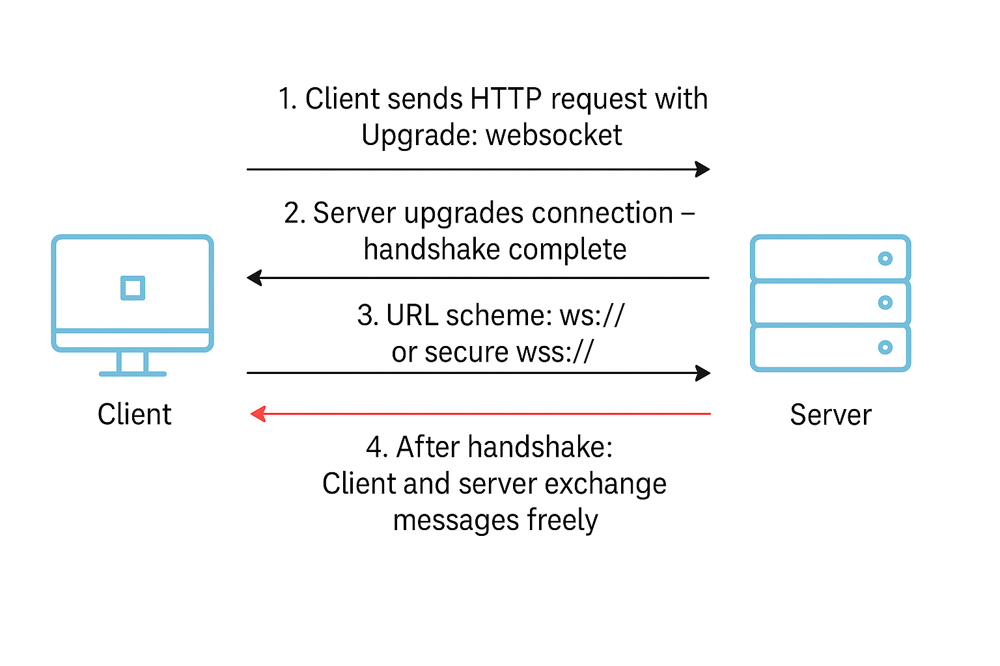 1. Client sends HTTP request with
Upgrade: websocket
2. Server upgrades connection –
handshake complete
3. URL scheme: ws://
or secure wss://
Client
Server
4. After handshake:
Client and server exchange
messages freely